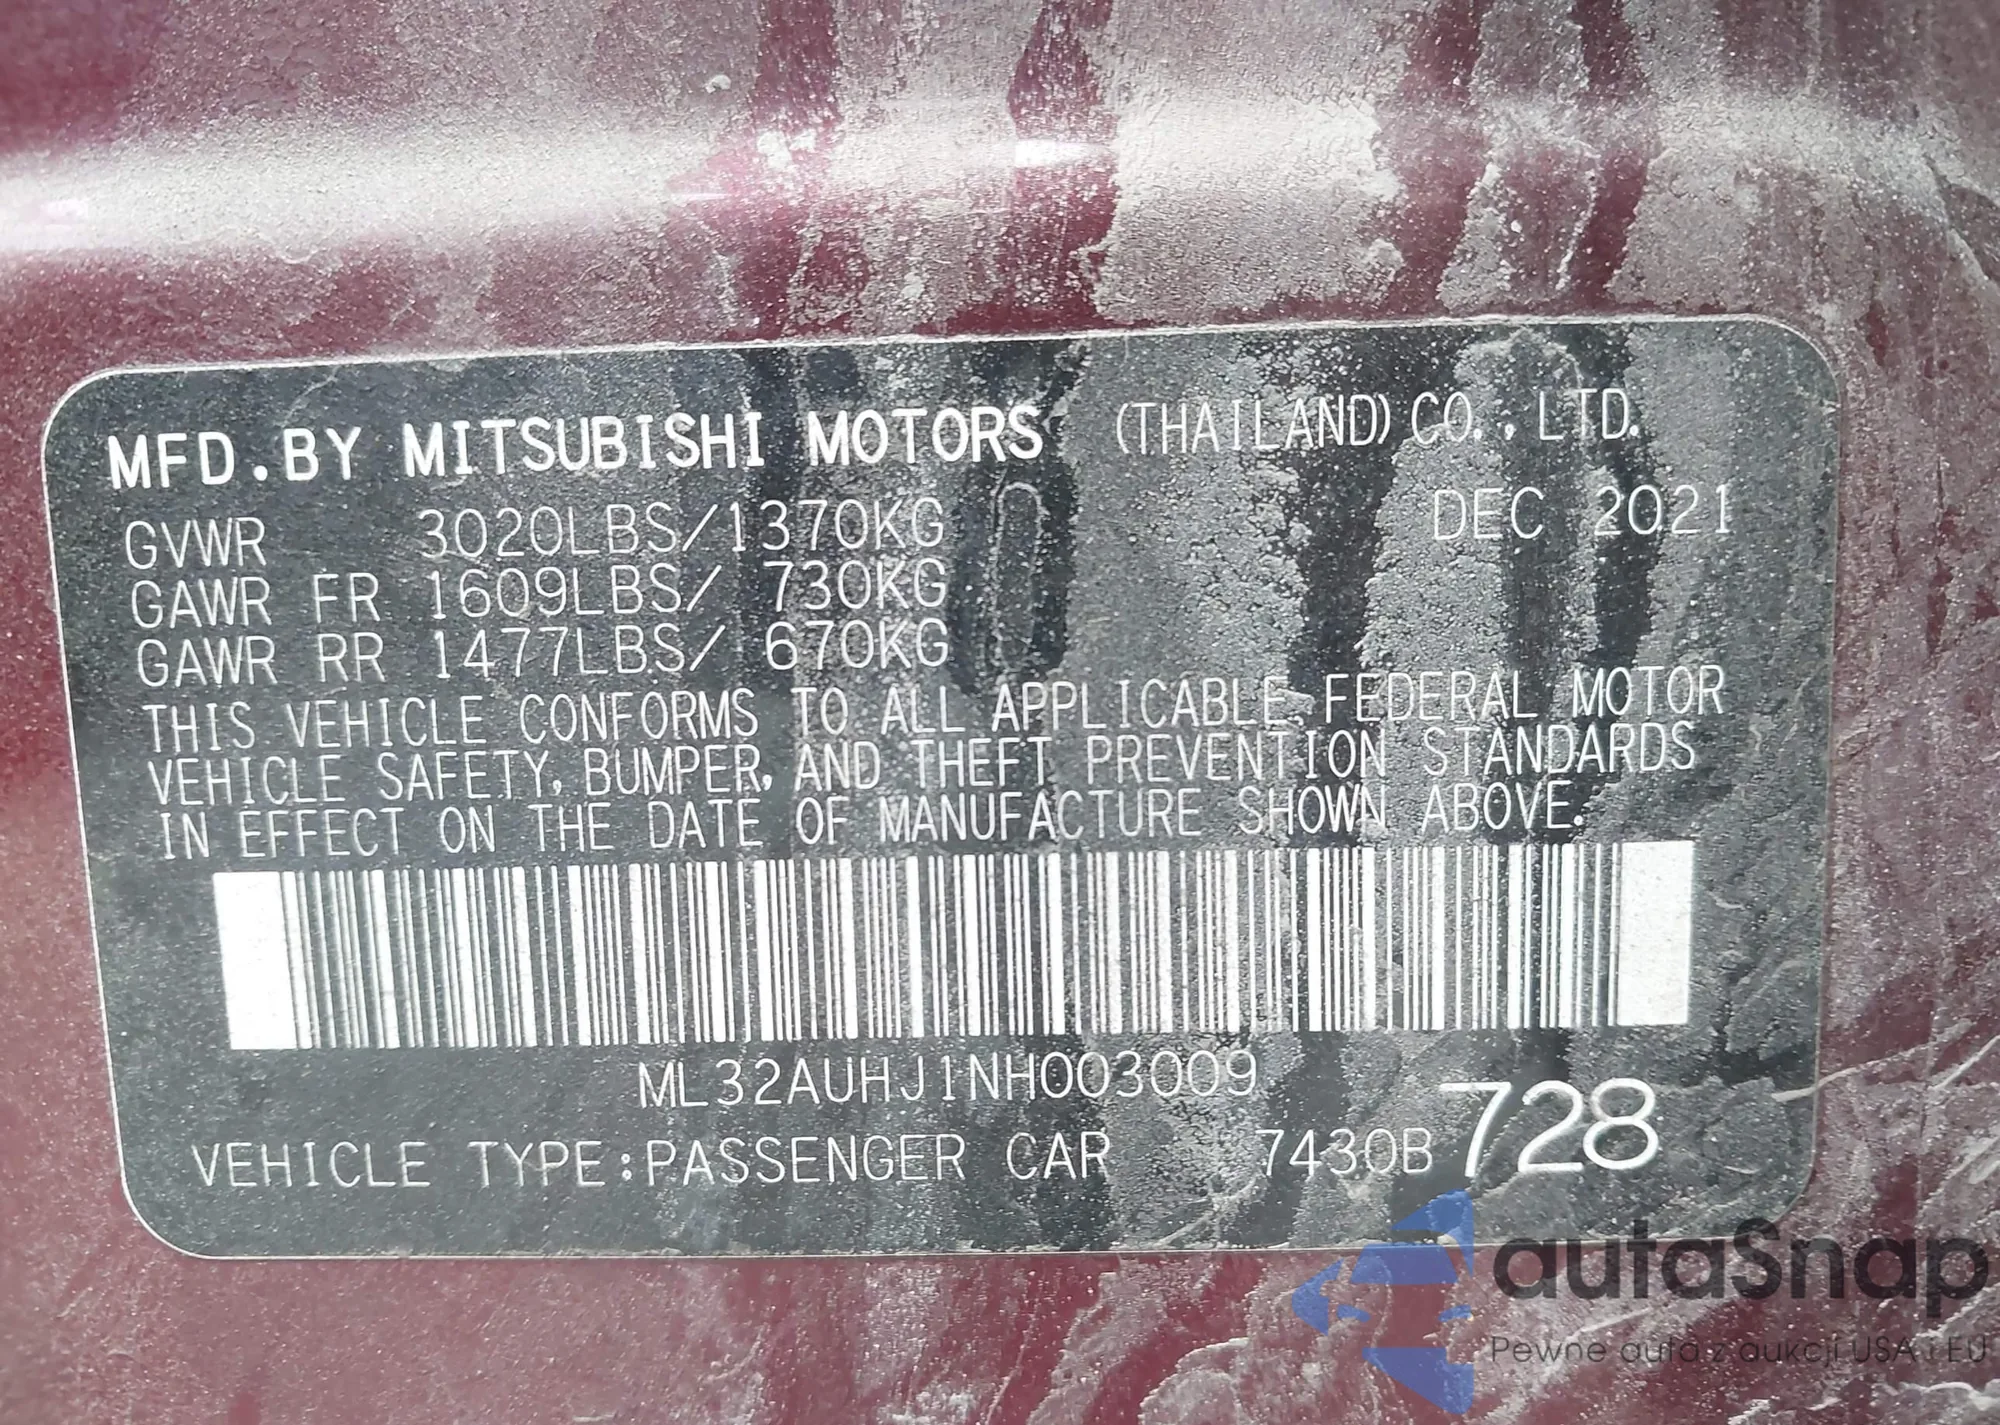 MFD.BY MITSUBISHI MOTORS (THAILAND) CO.,LTD.
GVWR 3020LBS/1370KG DEC 2021
GAWR FR 1609LBS/ 730KG
GAWR RR 1477LBS/ 670KG
THIS VEHICLE CONFORMS TO ALL APPLICABLE FEDERAL MOTOR
VEHICLE SAFETY, BUMPER, AND THEFT PREVENTION STANDARDS
IN EFFECT ON THE DATE OF MANUFACTURE SHOWN ABOVE.
ML32AUHJ1NH003009
VEHICLE TYPE:PASSENGER CAR 7430B 728
autaSnap
Pewne auta z aukcji USA i EU